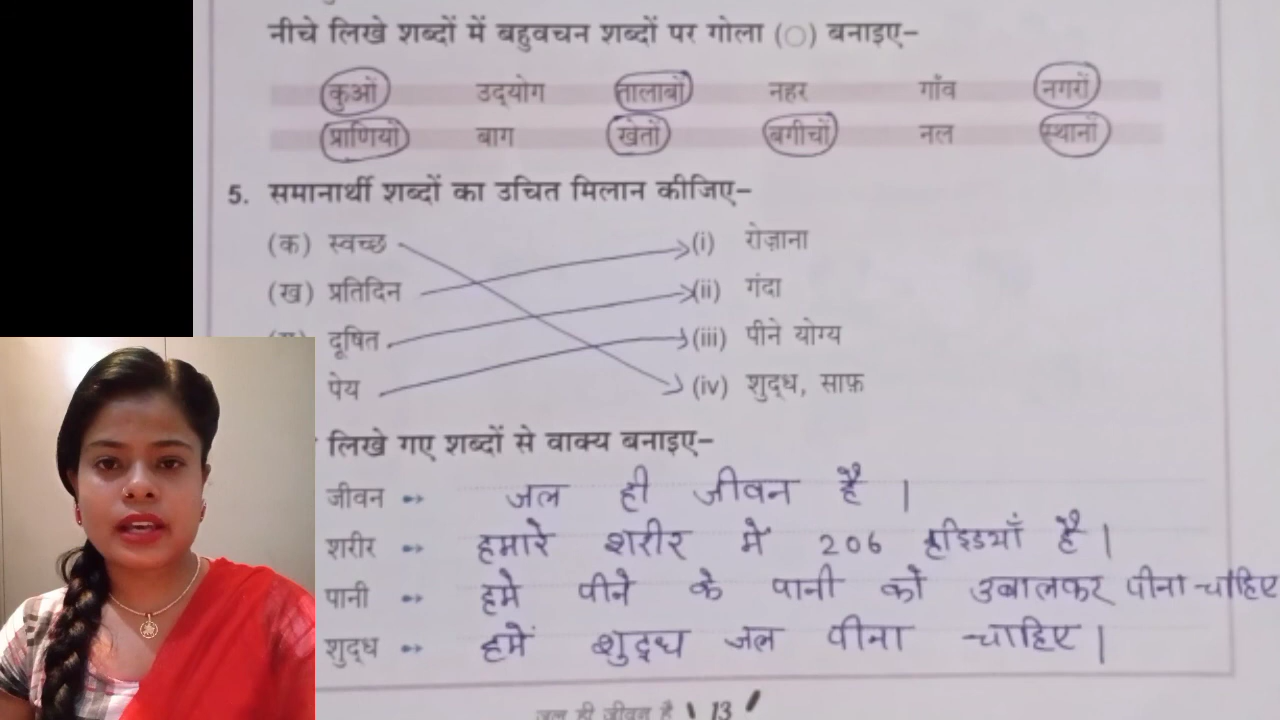 नीचे लिखे शब्दों में बहुवचन शब्दों पर गोला (○) बनाइए–
कुओं उद्योग तालाबों नहर गाँव नगरों
प्राणियों बाग खेतों बगीचों नल स्थानों
5. समानार्थी शब्दों का उचित मिलान कीजिए–
(क) स्वच्छ (i) रोज़ाना
(ख) प्रतिदिन (ii) गंदा
दूषित (iii) पीने योग्य
पेय (iv) शुद्ध, साफ़
लिखे गए शब्दों से वाक्य बनाइए–
जीवन जल ही जीवन है ।
शरीर हमारे शरीर में 206 हड्डियाँ है ।
पानी हमे पीने के पानी को उबालकर पीना चाहिए
शुद्ध हमें शुद्ध जल पीना चाहिए ।
जल ही जीवन है 13